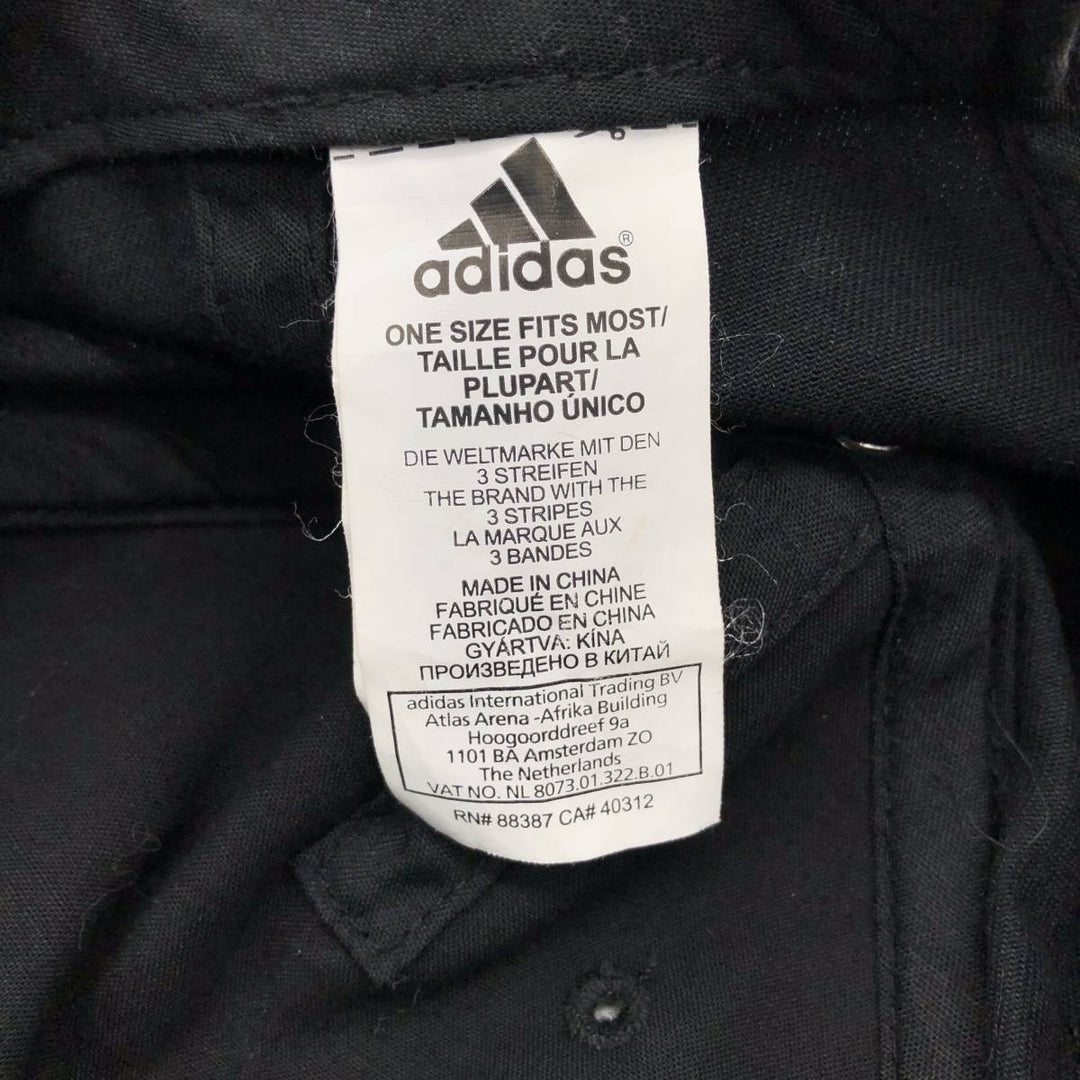 adidas®
ONE SIZE FITS MOST/
TAILLE POUR LA
PLUPART/
TAMANHO ÚNICO
DIE WELTMARKE MIT DEN
3 STREIFEN
THE BRAND WITH THE
3 STRIPES
LA MARQUE AUX
3 BANDES
MADE IN CHINA
FABRIQUÉ EN CHINE
FABRICADO EN CHINA
GYÁRTVA: KÍNA
ПРОИЗВЕДЕНО В КИТАЙ
adidas International Trading BV
Atlas Arena -Afrika Building
Hoogoorddreef 9a
1101 BA Amsterdam ZO
The Netherlands
VAT NO. NL 8073.01.322.B.01
RN# 88387 CA# 40312